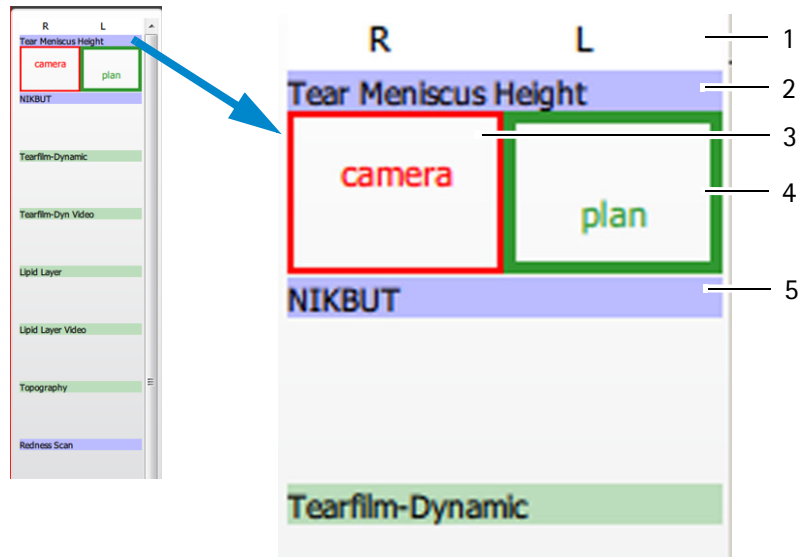 R L
Tear Meniscus Height
camera
plan
NIKBUT
Tearfilm-Dynamic
Tearfilm-Dyn Video
Lipid Layer
Lipid Layer Video
Topography
Redness Scan
R L 1
Tear Meniscus Height 2
3
camera
4
plan
NIKBUT 5
Tearfilm-Dynamic